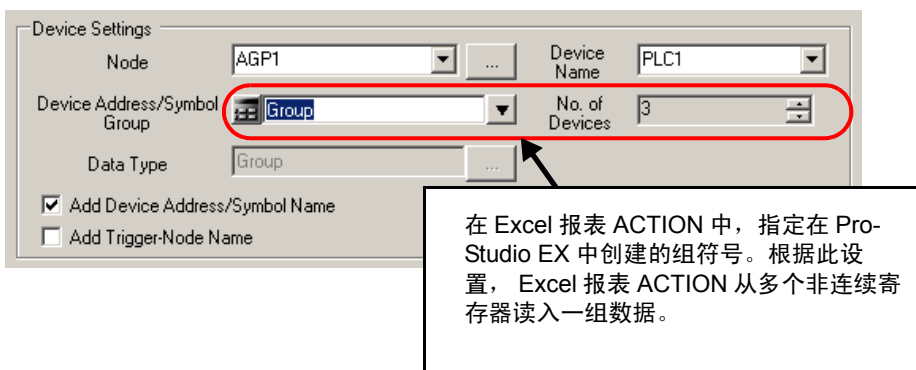 Device Settings
Node AGP1 ... Device Name PLC1
Device Address/Symbol Group Group No. of Devices 3
Data Type Group ...
Add Device Address/Symbol Name
Add Trigger-Node Name
在 Excel 报表 ACTION 中，指定在 Pro-
Studio EX 中创建的组符号。根据此设
置， Excel 报表 ACTION 从多个非连续寄
存器读入一组数据。